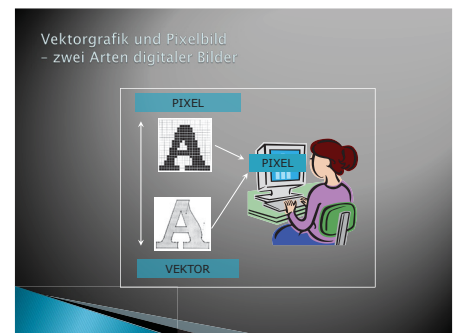 Vektorgrafik und Pixelbild
– zwei Arten digitaler Bilder
PIXEL
A
PIXEL
A
VEKTOR